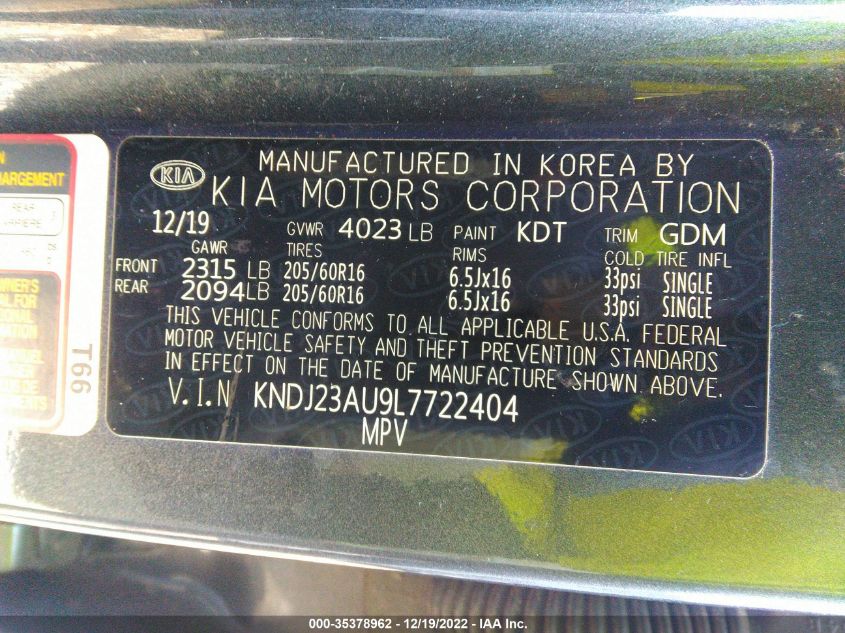 MANUFACTURED IN KOREA BY
KIA KIA MOTORS CORPORATION
12/19 GVWR 4023 LB PAINT KDT TRIM GDM
GAWR TIRES RIMS COLD TIRE INFL
FRONT 2315 LB 205/60R16 6.5Jx16 33psi SINGLE
REAR 2094 LB 205/60R16 6.5Jx16 33psi SINGLE
THIS VEHICLE CONFORMS TO ALL APPLICABLE U.S.A. FEDERAL
MOTOR VEHICLE SAFETY AND THEFT PREVENTION STANDARDS
IN EFFECT ON THE DATE OF MANUFACTURE SHOWN ABOVE.
V.I.N KNDJ23AU9L7722404
MPV
ARGEMENT
REAR
T66
000-35378962 - 12/19/2022 - IAA Inc.